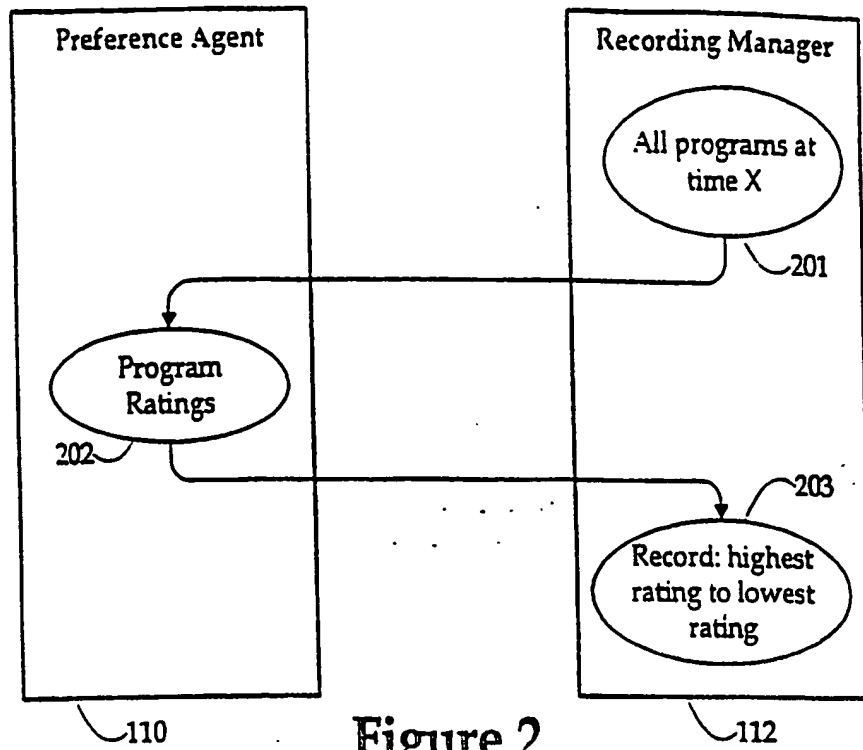 Preference Agent
Recording Manager
All programs at
time X
201
Program
Ratings
202
203
Record: highest
rating to lowest
rating
110
Figure 2
112